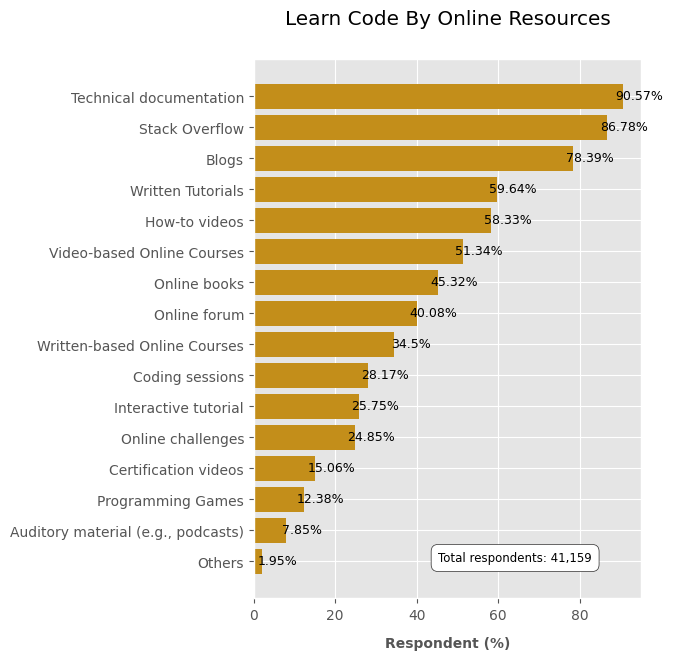 Learn Code By Online Resources
Technical documentation 90.57%
Stack Overflow 86.78%
Blogs 78.39%
Written Tutorials 59.64%
How-to videos 58.33%
Video-based Online Courses 51.34%
Online books 45.32%
Online forum 40.08%
Written-based Online Courses 34.5%
Coding sessions 28.17%
Interactive tutorial 25.75%
Online challenges 24.85%
Certification videos 15.06%
Programming Games 12.38%
Auditory material (e.g., podcasts) 7.85%
Others 1.95%
Total respondents: 41,159
0 20 40 60 80
Respondent (%)